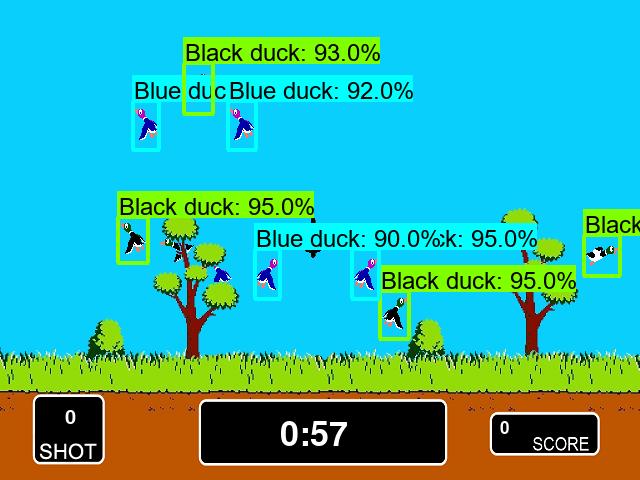 Black duck: 93.0%
Blue duc
Blue duck: 92.0%
Black duck: 95.0%
Black
Blue duck: 90.0%
k: 95.0%
Black duck: 95.0%
0
SHOT
0:57
0
SCORE